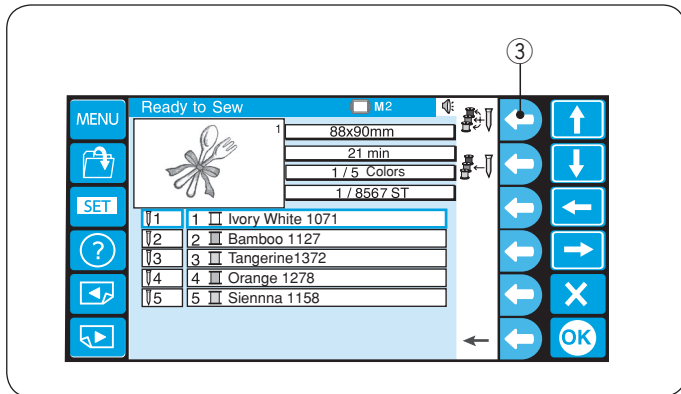 ③
MENU
Ready to Sew M2
1
88x90mm
21 min
1 / 5 Colors
1 / 8567 ST
SET
1 1 Ivory White 1071
2 2 Bamboo 1127
3 3 Tangerine1372
4 4 Orange 1278
5 5 Siennna 1158
?
X
OK